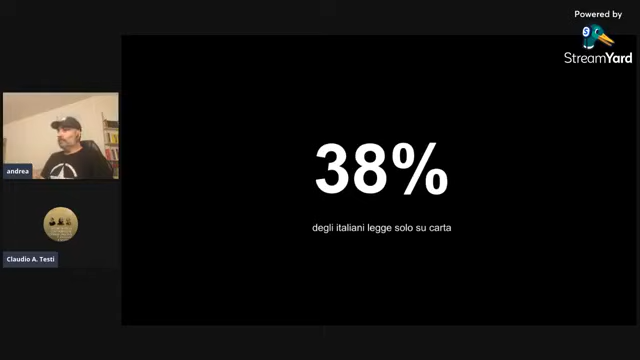 Powered by
StreamYard
38%
degli italiani legge solo su carta
andrea
Claudio A. Testi